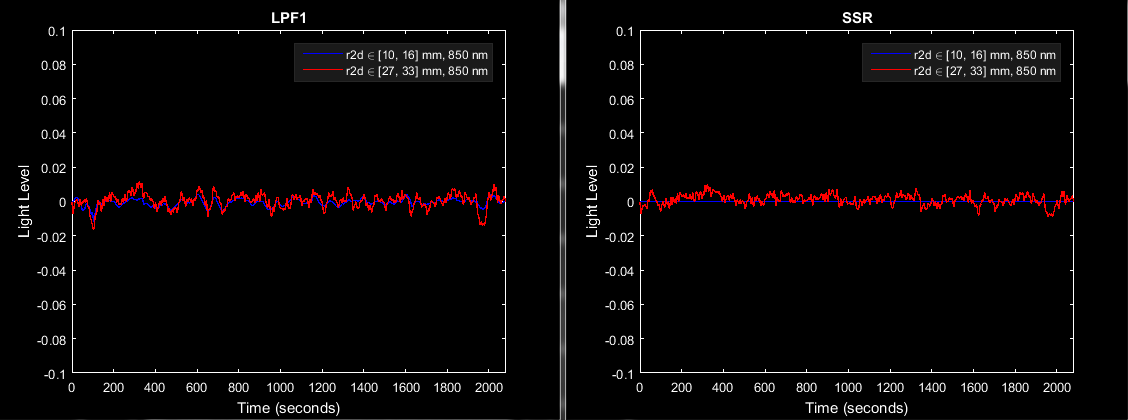 LPF1
0.1
0.08
0.06
0.04
0.02
0
-0.02
-0.04
-0.06
-0.08
-0.1
Light Level
r2d ∈ [10, 16] mm, 850 nm
r2d ∈ [27, 33] mm, 850 nm
0 200 400 600 800 1000 1200 1400 1600 1800 2000
Time (seconds)
SSR
0.1
0.08
0.06
0.04
0.02
0
-0.02
-0.04
-0.06
-0.08
-0.1
Light Level
r2d ∈ [10, 16] mm, 850 nm
r2d ∈ [27, 33] mm, 850 nm
0 200 400 600 800 1000 1200 1400 1600 1800 2000
Time (seconds)